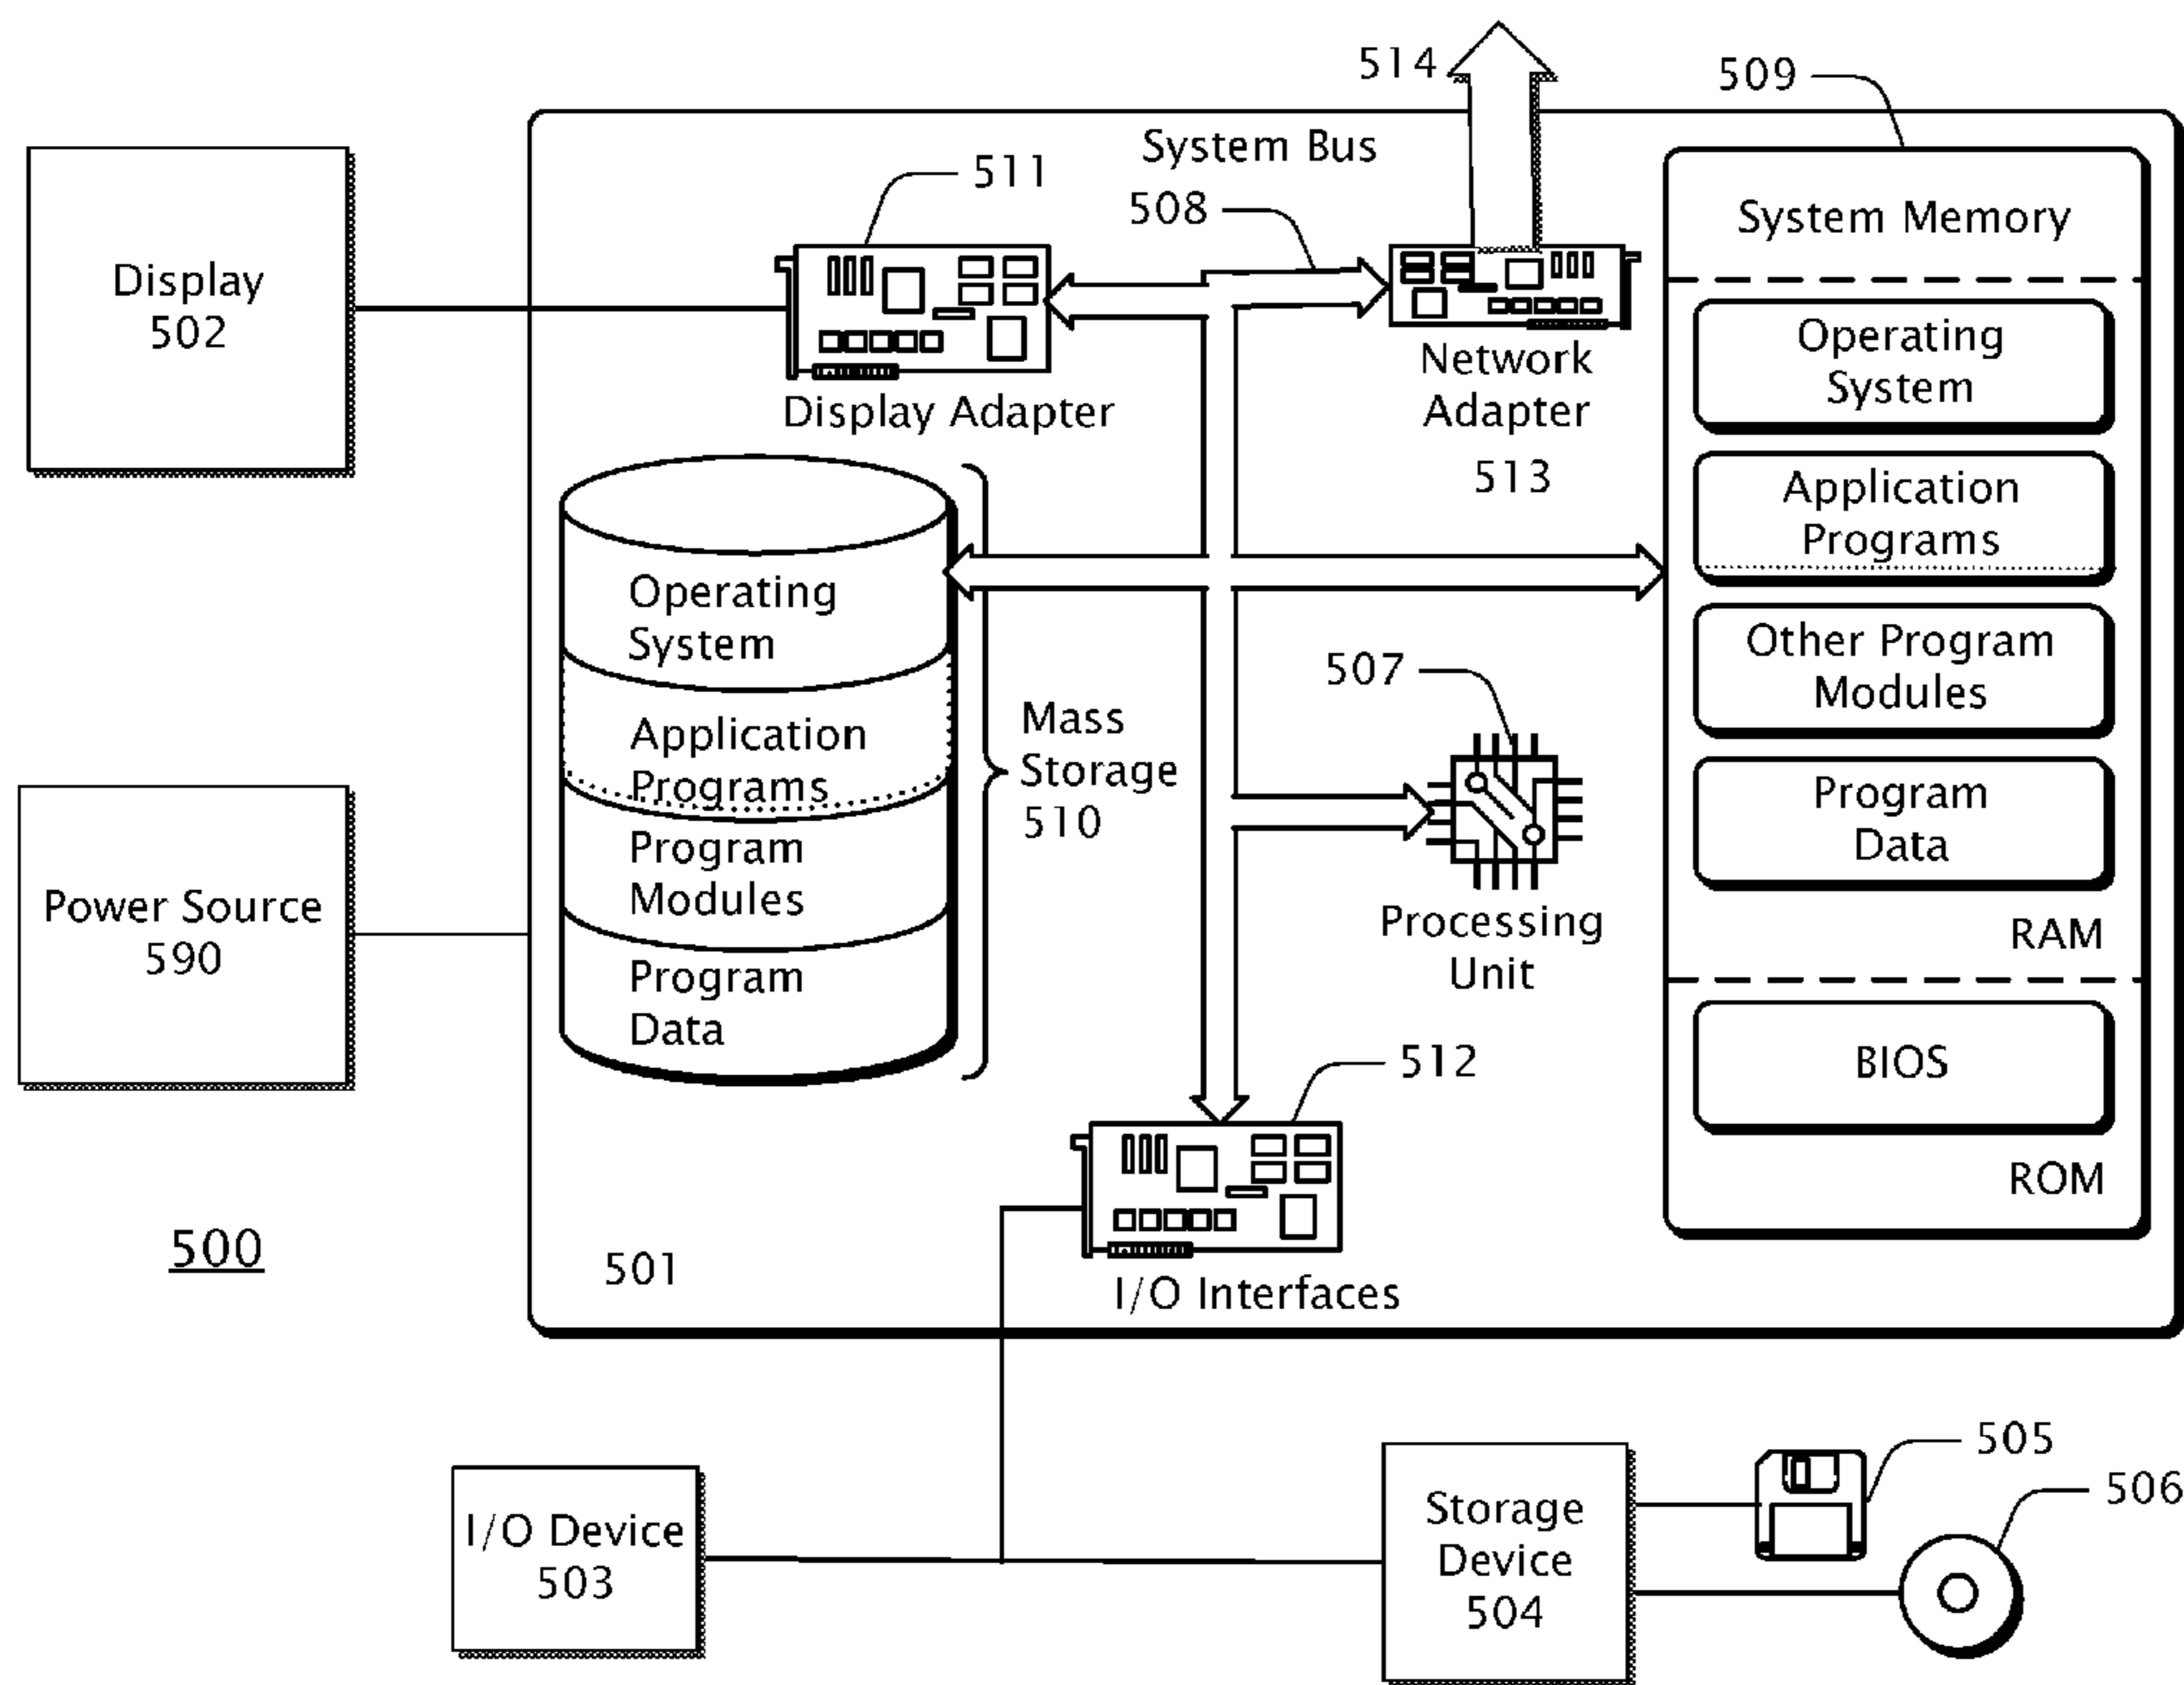 514
509
System Bus
511
508
System Memory
Display
502
Operating
System
Network
Adapter
513
Display Adapter
Application
Programs
Operating
System
Other Program
Modules
507
Mass
Storage
510
Application
Programs
Program
Data
Program
Modules
Power Source
590
Processing
Unit
RAM
Program
Data
512
BIOS
ROM
500
501
I/O Interfaces
505
506
I/O Device
503
Storage
Device
504